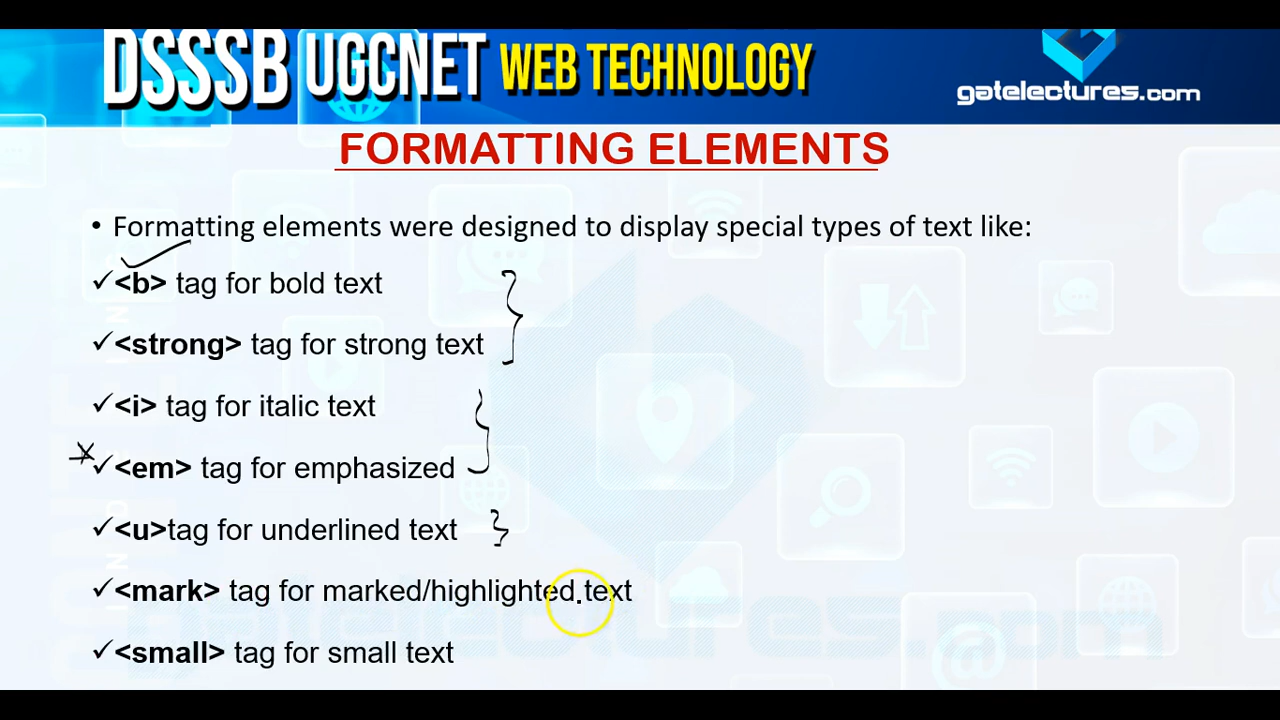 DSSSB UGCNET WEB TECHNOLOGY
gatelectures.com
FORMATTING ELEMENTS
• Formatting elements were designed to display special types of text like:
✓<b> tag for bold text
✓<strong> tag for strong text
✓<i> tag for italic text
✓<em> tag for emphasized
✓<u>tag for underlined text
✓<mark> tag for marked/highlighted text
✓<small> tag for small text
gatelectures.com